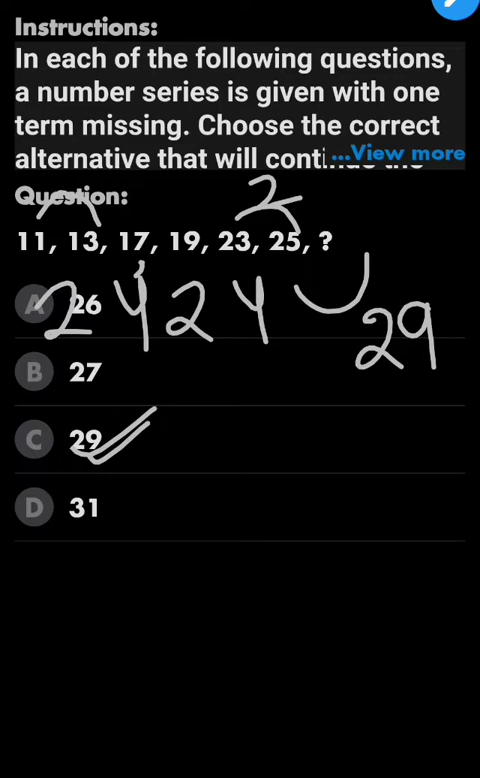 Instructions:
In each of the following questions,
a number series is given with one
term missing. Choose the correct
alternative that will conti ...View more
Question:
2
11, 13, 17, 19, 23, 25, ?
A 26
2 4 2 4 29
B 27
C 29
D 31